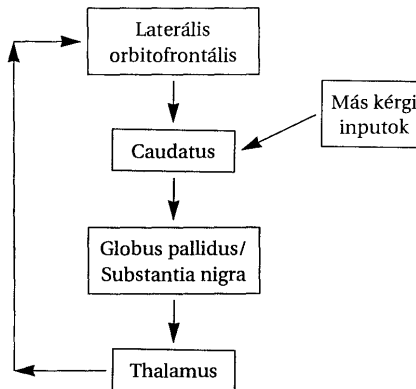 Laterális
orbitofrontális
Más kérgi
inputok
Caudatus
Globus pallidus/
Substantia nigra
Thalamus